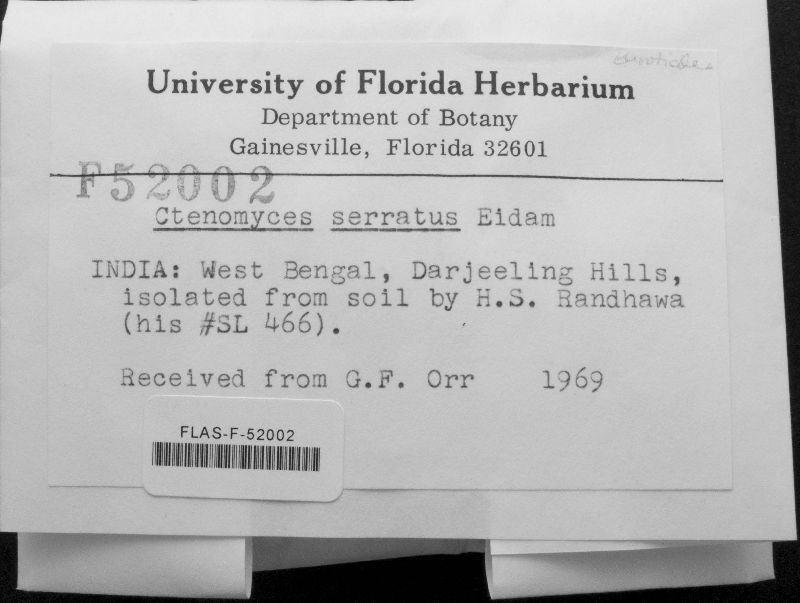 University of Florida Herbarium
Department of Botany
Gainesville, Florida 32601
F52002
Ctenomyces serratus Eidam
INDIA: West Bengal, Darjeeling Hills,
isolated from soil by H.S. Randhawa
(his #SL 466).
Received from G.F. Orr 1969
FLAS-F-52002